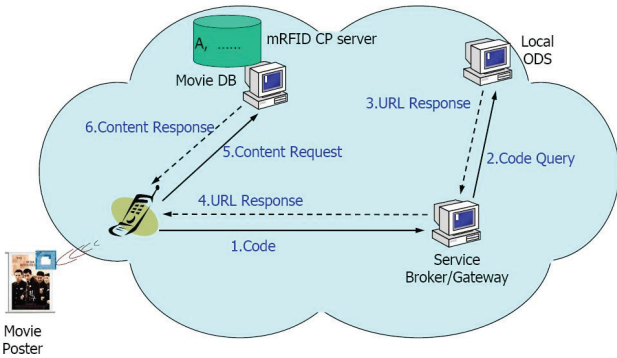 A, ......
mRFID CP server
Movie DB
Local
ODS
3.URL Response
6.Content Response
5.Content Request
2.Code Query
4.URL Response
1.Code
Service
Broker/Gateway
Movie
Poster